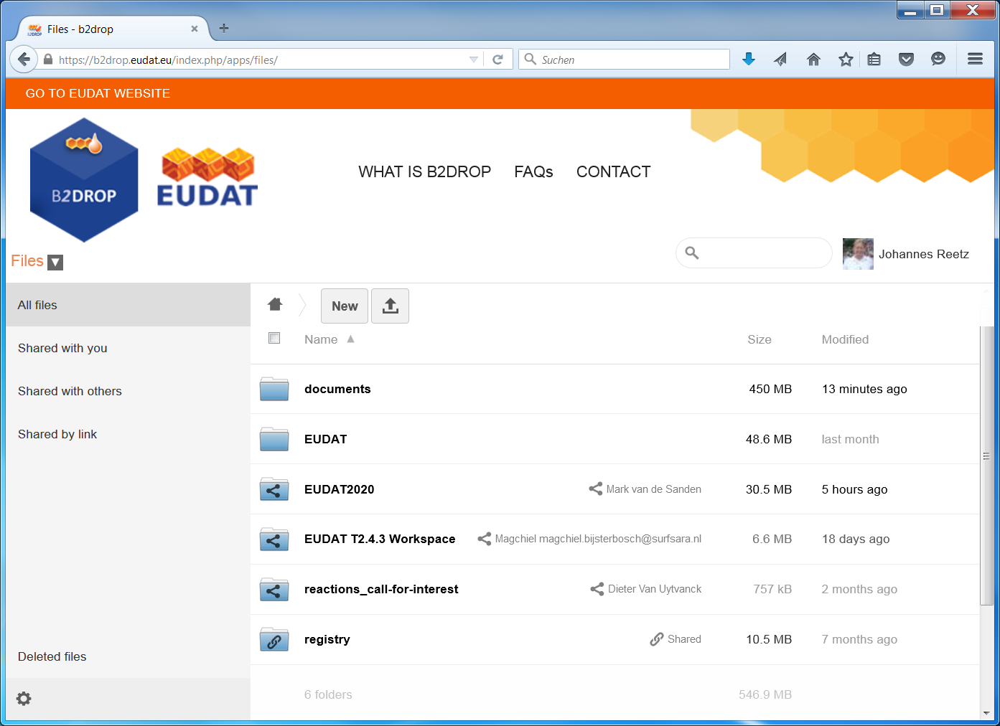 Files - b2drop
https://b2drop.eudat.eu/index.php/apps/files/
Suchen
GO TO EUDAT WEBSITE
B2DROP
EUDAT
WHAT IS B2DROP FAQs CONTACT
Files
Johannes Reetz
All files
Shared with you
Shared with others
Shared by link
Deleted files
New
Name Size Modified
documents 450 MB 13 minutes ago
EUDAT 48.6 MB last month
EUDAT2020 Mark van de Sanden 30.5 MB 5 hours ago
EUDAT T2.4.3 Workspace Magchiel magchiel.bijsterbosch@surfsara.nl 6.6 MB 18 days ago
reactions_call-for-interest Dieter Van Uytvanck 757 kB 2 months ago
registry Shared 10.5 MB 7 months ago
6 folders 546.9 MB